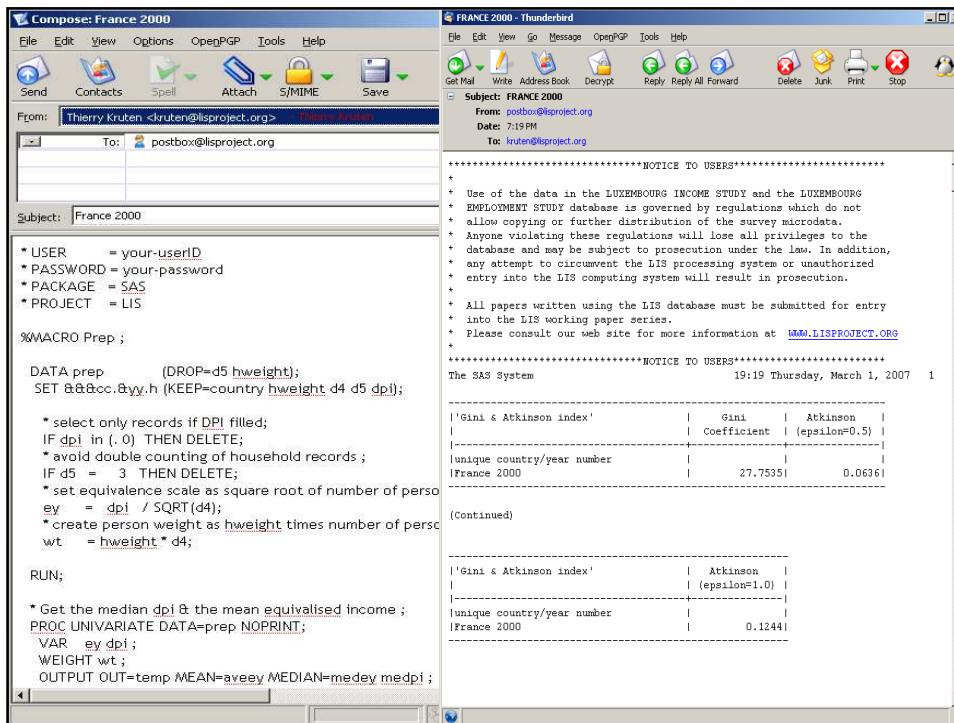 Compose: France 2000
File Edit View Options OpenPGP Tools Help
Send Contacts Spell Attach S/MIME Save
From: Thierry Kruten <kruten@lisproject.org> - Thierry Kruten
To: postbox@lisproject.org
Subject: France 2000
* USER = your-userID
* PASSWORD = your-password
* PACKAGE = SAS
* PROJECT = LIS
%MACRO Prep ;
DATA prep (DROP=d5 hweight);
SET &&&cc.&yy.h (KEEP=country hweight d4 d5 dpi);
* select only records if DPI filled;
IF dpi in (. 0) THEN DELETE;
* avoid double counting of household records ;
IF d5 = 3 THEN DELETE;
* set equivalence scale as square root of number of perso
ey = dpi / SQRT(d4);
* create person weight as hweight times number of perso
wt = hweight * d4;
RUN;
* Get the median dpi & the mean equivalised income ;
PROC UNIVARIATE DATA=prep NOPRINT;
VAR ey dpi ;
WEIGHT wt ;
OUTPUT OUT=temp MEAN=aveey MEDIAN=medey medpi ;
FRANCE 2000 - Thunderbird
File Edit View Go Message OpenPGP Tools Help
Get Mail Write Address Book Decrypt Reply Reply All Forward Delete Junk Print Stop
Subject: FRANCE 2000
From: postbox@lisproject.org
Date: 7:19 PM
To: kruten@lisproject.org
********************************NOTICE TO USERS*************************
*
* Use of the data in the LUXEMBOURG INCOME STUDY and the LUXEMBOURG
* EMPLOYMENT STUDY database is governed by regulations which do not
* allow copying or further distribution of the survey microdata.
* Anyone violating these regulations will lose all privileges to the
* database and may be subject to prosecution under the law. In addition,
* any attempt to circumvent the LIS processing system or unauthorized
* entry into the LIS computing system will result in prosecution.
*
* All papers written using the LIS database must be submitted for entry
* into the LIS working paper series.
* Please consult our web site for more information at WWW.LISPROJECT.ORG
*
********************************NOTICE TO USERS*************************
The SAS System 19:19 Thursday, March 1, 2007 1
|'Gini & Atkinson index' | Gini | Atkinson |
| | Coefficient | (epsilon=0.5) |
|unique country/year number | | |
|France 2000 | 27.7535| 0.0636|
(Continued)
|'Gini & Atkinson index' | Atkinson |
| | (epsilon=1.0) |
|unique country/year number | |
|France 2000 | 0.1244|